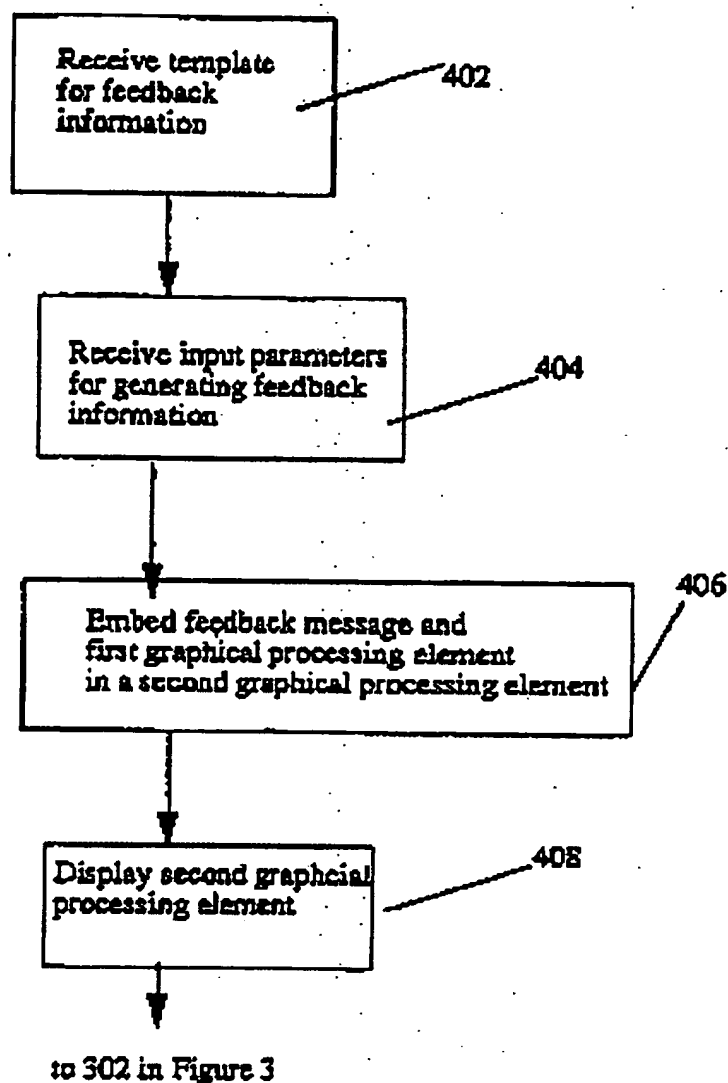 Receive template
for feedback
information
402
Receive input parameters
for generating feedback
information
404
Embed feedback message and
first graphical processing element
in a second graphical processing element
406
Display second graphcial
processing element
408
to 302 in Figure 3